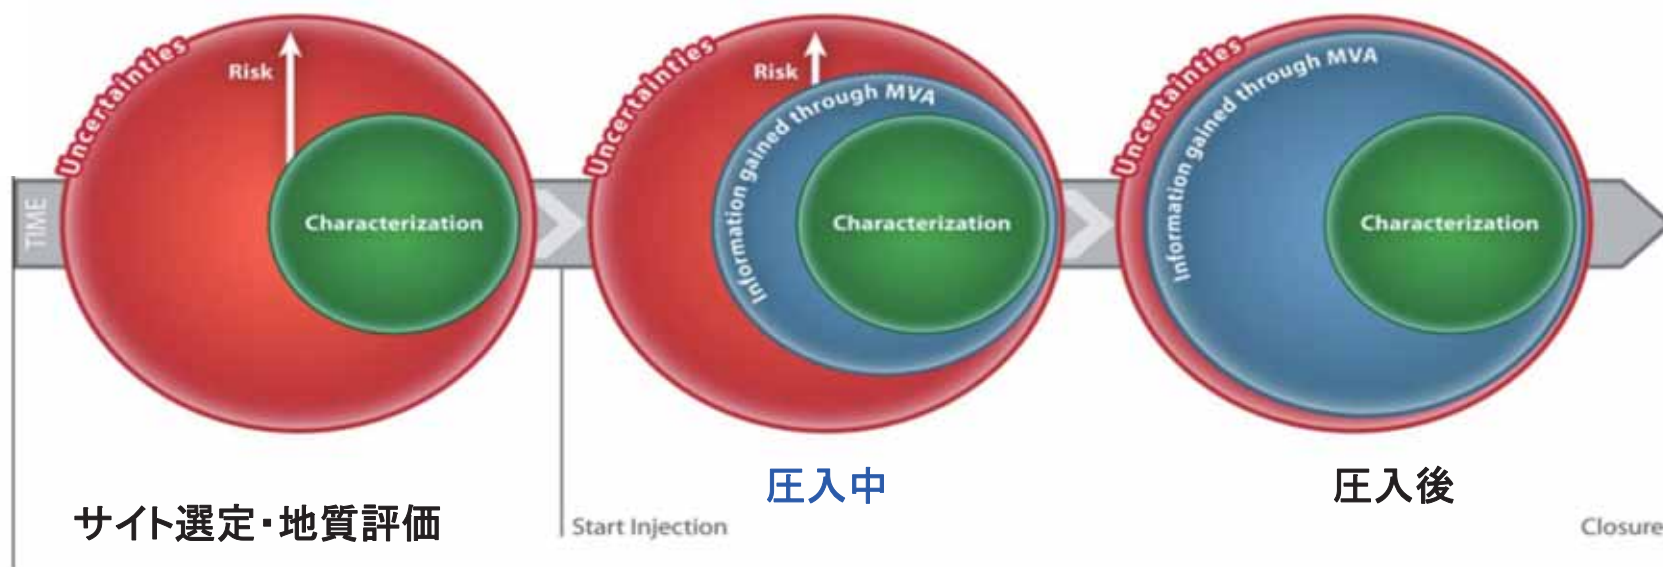 TIME
Uncertainties
Risk
Characterization
Uncertainties
Risk
Information gained through MVA
Characterization
Uncertainties
Information gained through MVA
Characterization
サイト選定・地質評価
圧入中
圧入後
Start Injection
Closure